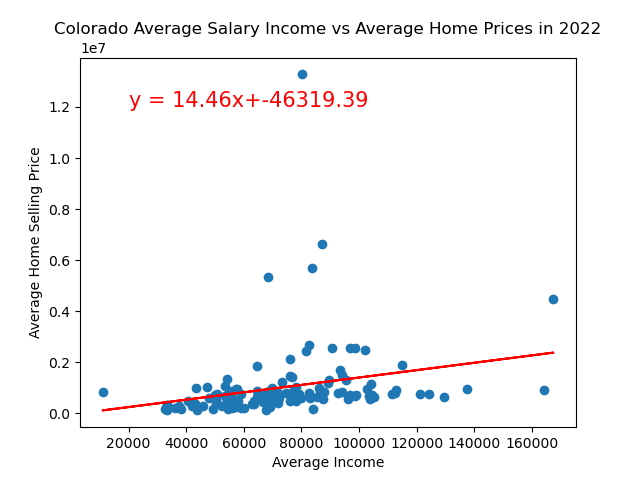 Colorado Average Salary Income vs Average Home Prices in 2022
1e7
y = 14.46x+-46319.39
1.2
1.0
0.8
0.6
0.4
0.2
0.0
Average Home Selling Price
20000 40000 60000 80000 100000 120000 140000 160000
Average Income